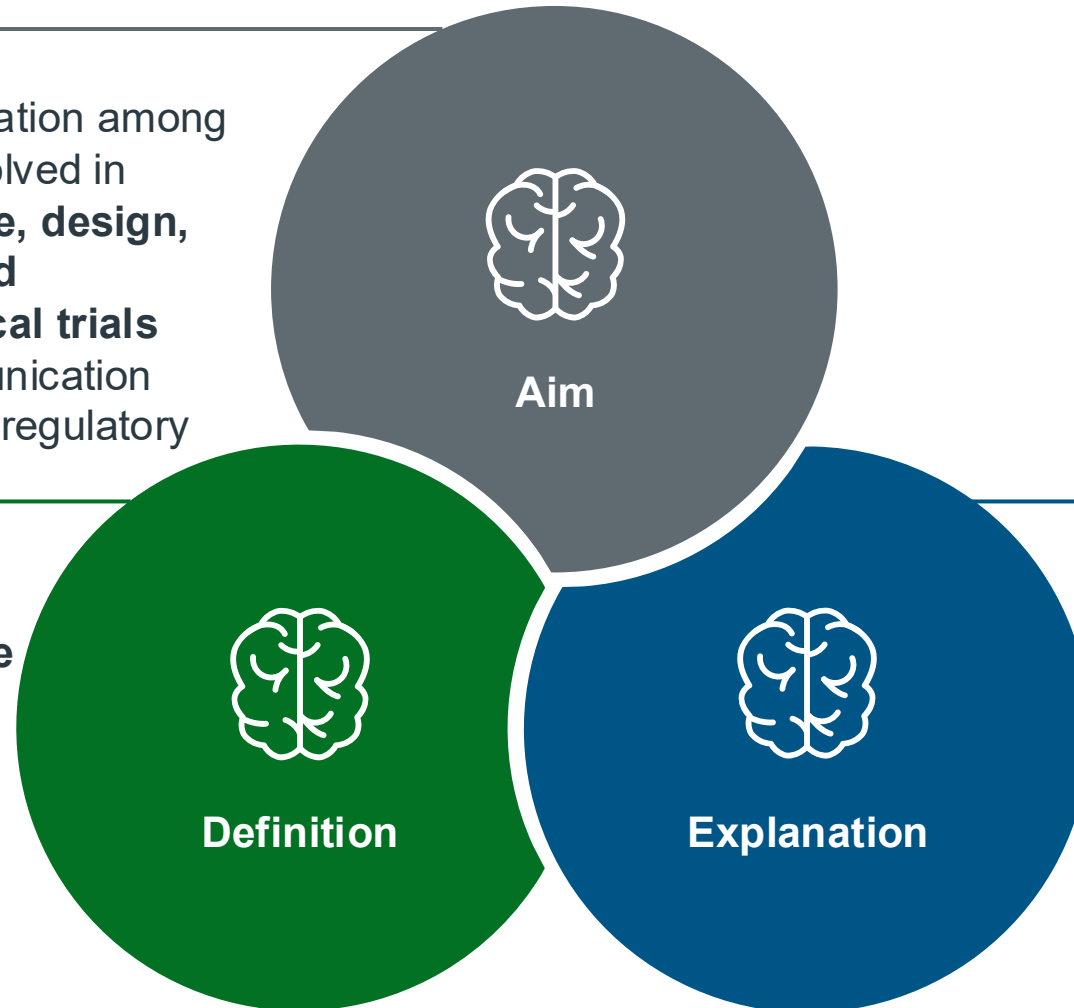 ation among
olved in
e, design,
d
cal trials
unication
regulatory
Aim
e
Definition
Explanation